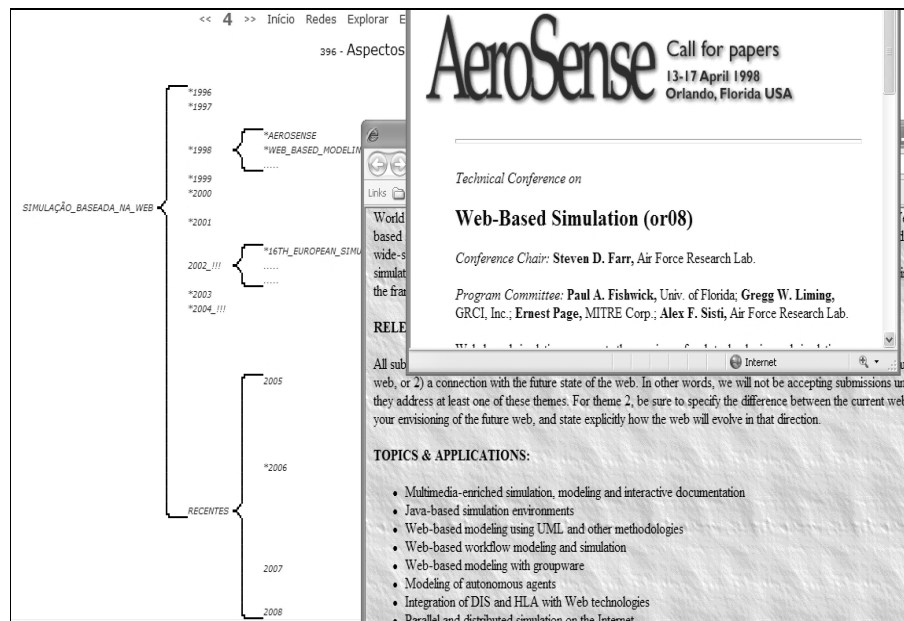 << 4 >> Início Redes Explorar E
396 - Aspectos
SIMULAÇÃO_BASEADA_NA_WEB
*1996
*1997
*1998
*AEROSENSE
*WEB_BASED_MODELIN
.....
*1999
*2000
*2001
2002_!!!
*16TH_EUROPEAN_SIMU
.....
.....
*2003
*2004_!!!
RECENTES
2005
*2006
2007
2008
AeroSense
Call for papers
13-17 April 1998
Orlando, Florida USA
Technical Conference on
Web-Based Simulation (or08)
Conference Chair: Steven D. Farr, Air Force Research Lab.
Program Committee: Paul A. Fishwick, Univ. of Florida; Gregg W. Liming,
GRCI, Inc.; Ernest Page, MITRE Corp.; Alex F. Sisti, Air Force Research Lab.
Internet
Links
World
based
wide-s
simulat
the fran
RELE
All sub
web, or 2) a connection with the future state of the web. In other words, we will not be accepting submissions un
they address at least one of these themes. For theme 2, be sure to specify the difference between the current web
your envisioning of the future web, and state explicitly how the web will evolve in that direction.
TOPICS & APPLICATIONS:
• Multimedia-enriched simulation, modeling and interactive documentation
• Java-based simulation environments
• Web-based modeling using UML and other methodologies
• Web-based workflow modeling and simulation
• Web-based modeling with groupware
• Modeling of autonomous agents
• Integration of DIS and HLA with Web technologies
• Parallel and distributed simulation on the Internet